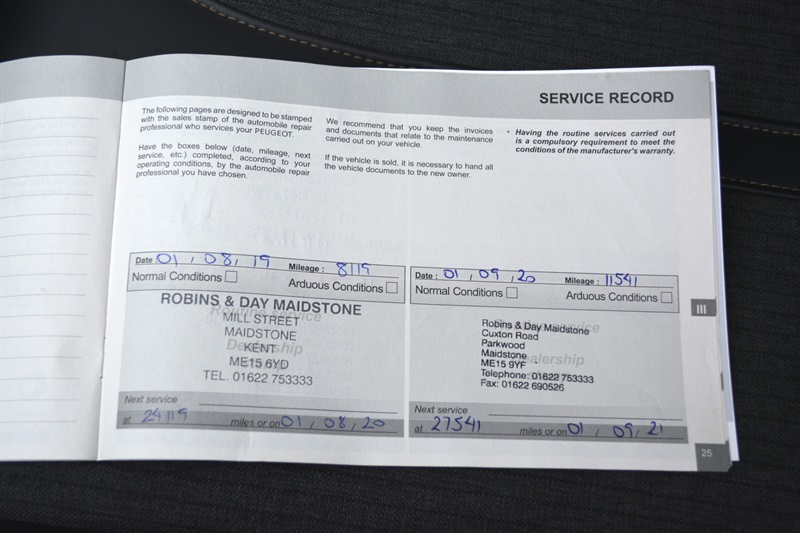 SERVICE RECORD
The following pages are designed to be stamped
with the sales stamp of the automobile repair
professional who services your PEUGEOT.
Have the boxes below (date, mileage, next
service, etc.) completed, according to your
operating conditions, by the automobile repair
professional you have chosen.
We recommend that you keep the invoices
and documents that relate to the maintenance
carried out on your vehicle.
If the vehicle is sold, it is necessary to hand all
the vehicle documents to the new owner.
• Having the routine services carried out
is a compulsory requirement to meet the
conditions of the manufacturer's warranty.
Date 01 / 08 / 19 Mileage : 8119
Normal Conditions Arduous Conditions
Robins service
Dealership
ROBINS & DAY MAIDSTONE
MILL STREET
MAIDSTONE
KENT
ME15 6YD
TEL. 01622 753333
Next service
at 24119 miles or on 01 / 08 / 20
Date : 01 / 09 / 20 Mileage : 11541
Normal Conditions Arduous Conditions
service
Dealership
Robins & Day Maidstone
Cuxton Road
Parkwood
Maidstone
ME15 9YF
Telephone: 01622 753333
Fax: 01622 690526
Next service
at 27541 miles or on 01 / 09 / 21
III
25